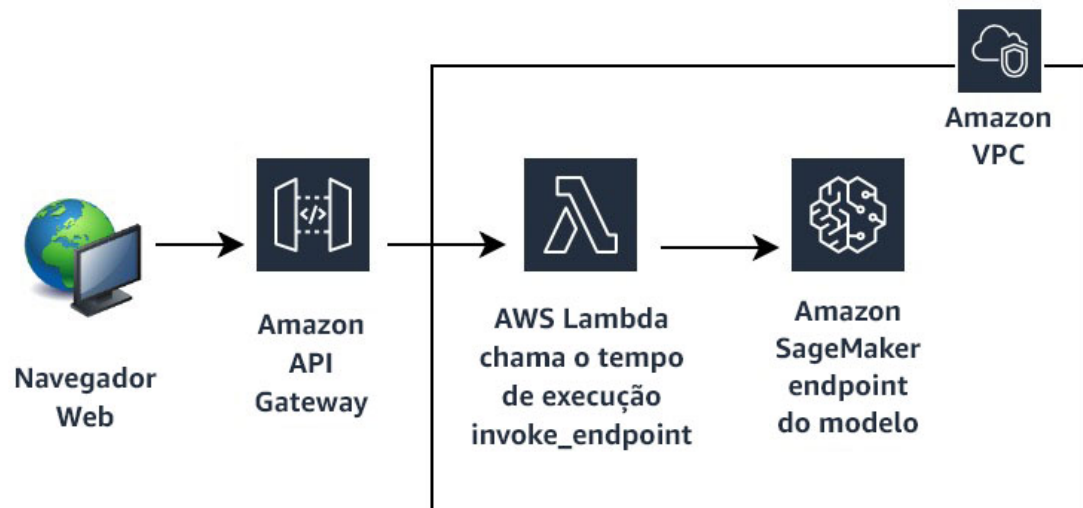 Amazon
VPC
Navegador
Web
Amazon
API
Gateway
AWS Lambda
chama o tempo
de execução
invoke_endpoint
Amazon
SageMaker
endpoint
do modelo